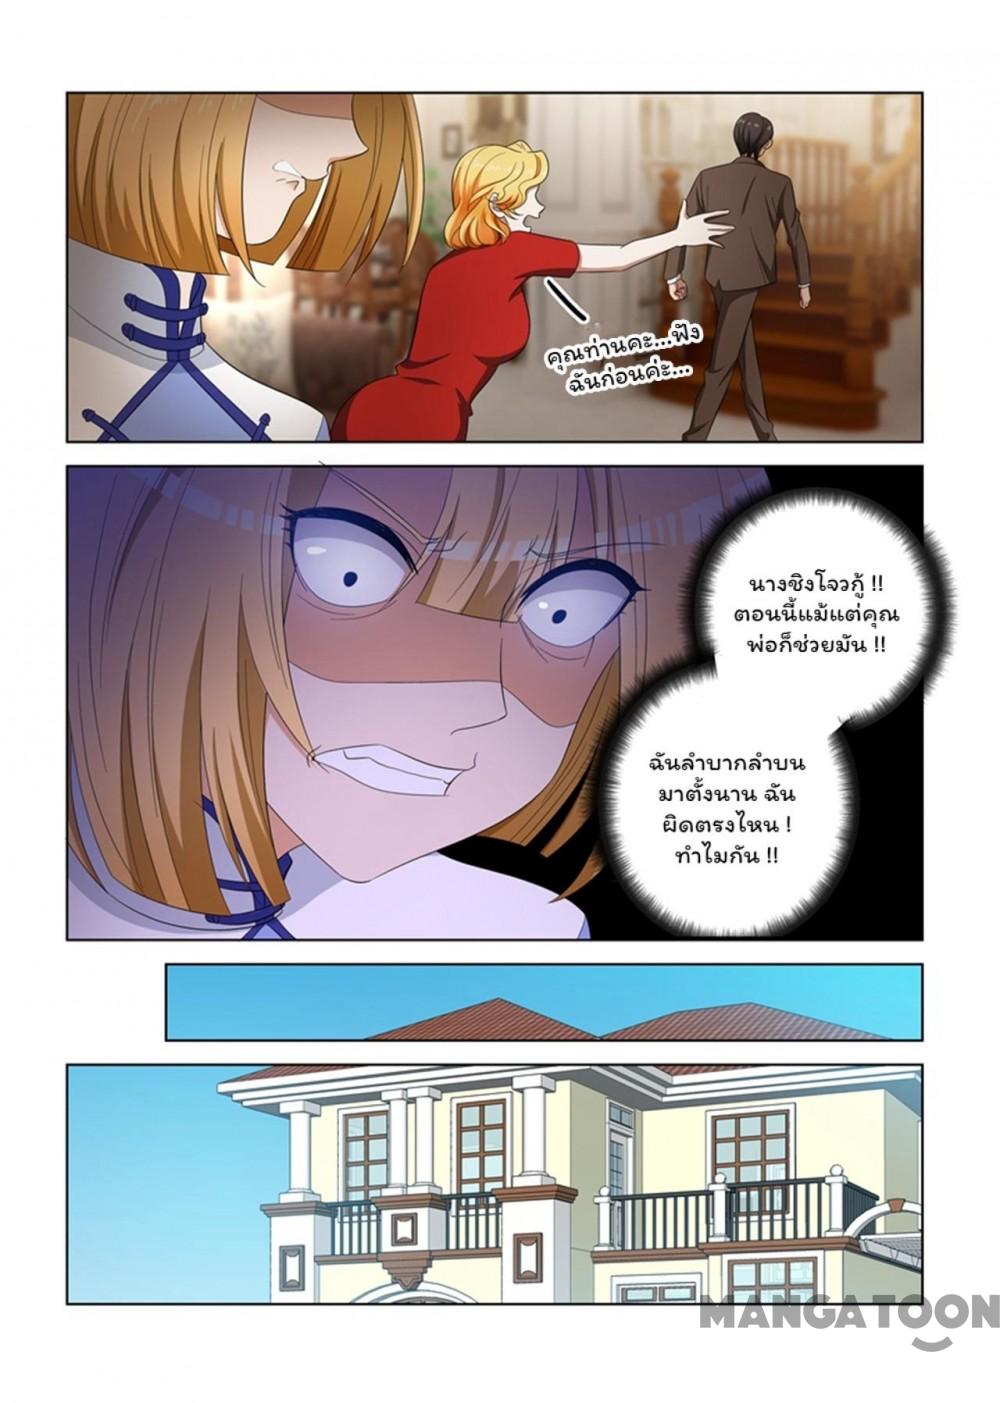 คุณท่านคะ...ฟัง
ฉันก่อนค่ะ...
นางชิงโจวกู้ !!
ตอนนี้แม้แต่คุณ
พ่อก็ช่วยมัน !!
ฉันลำบากลำบน
มาตั้งนาน ฉัน
ผิดตรงไหน !
ทำไมกัน !!
MANGATOON